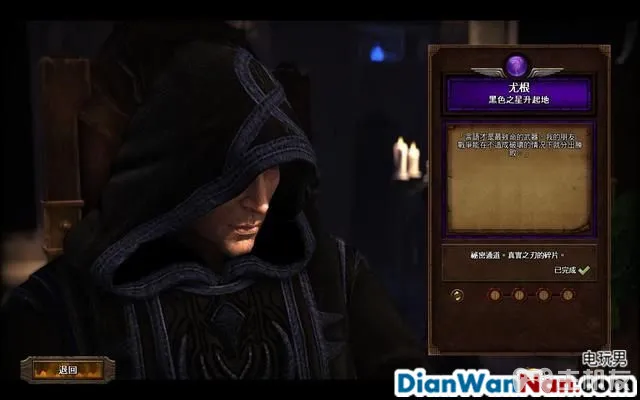 尤根
黑色之星升起地
「言語才是最致命的武器，我的朋友
戰爭能在不造成破壞的情況下就分出勝
敗。」
祕密通道。真實之刃的碎片。
已完成
退回
电玩男
DianWanNan.com